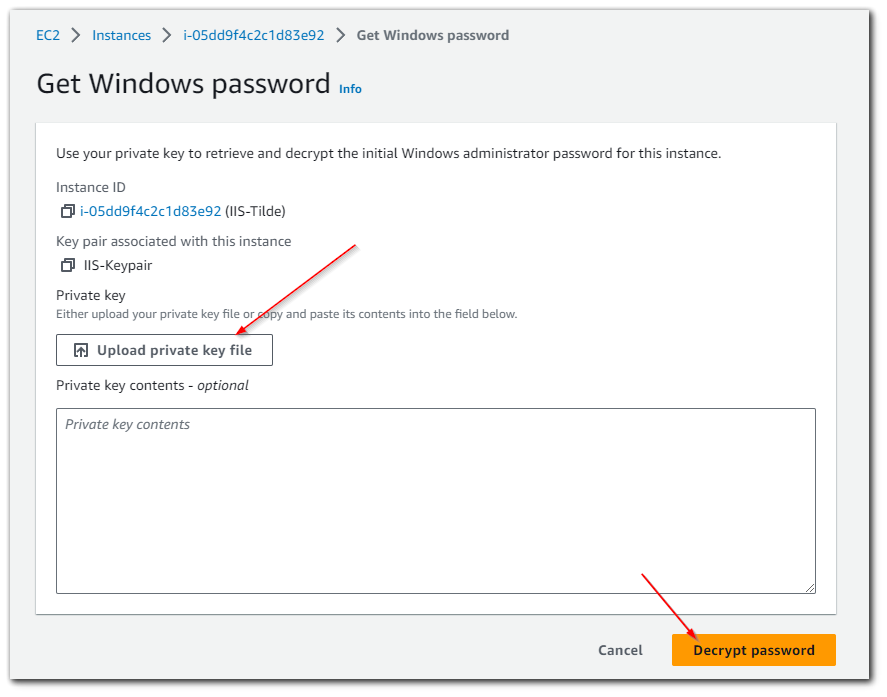 EC2 > Instances > i-05dd9f4c2c1d83e92 > Get Windows password
Get Windows password Info
Use your private key to retrieve and decrypt the initial Windows administrator password for this instance.
Instance ID
i-05dd9f4c2c1d83e92 (IIS-Tilde)
Key pair associated with this instance
IIS-Keypair
Private key
Either upload your private key file or copy and paste its contents into the field below.
Upload private key file
Private key contents - optional
Private key contents
Cancel
Decrypt password